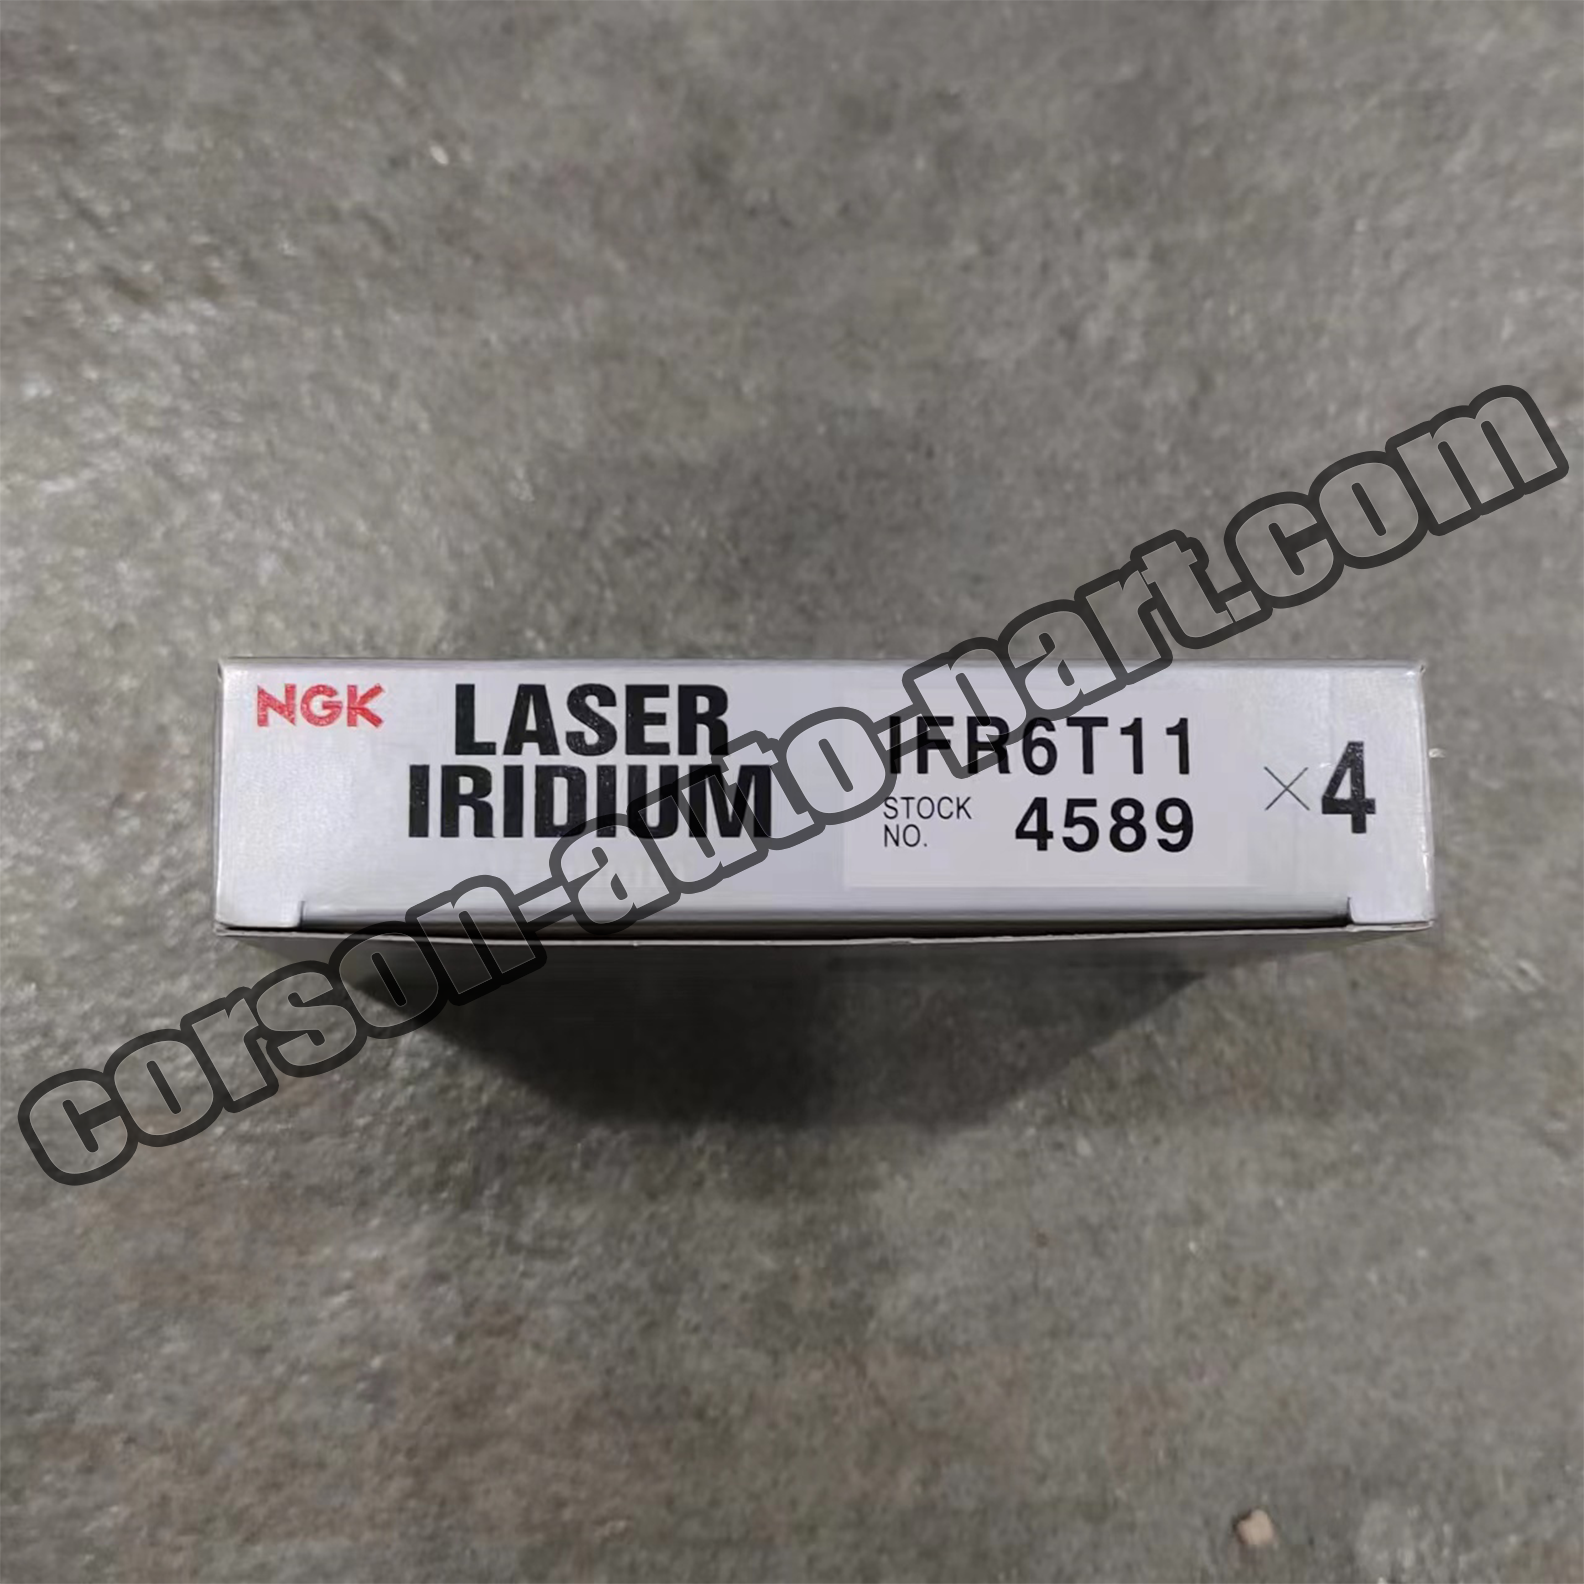 NGK
LASER
IRIDIUM
IFR6T11
STOCK
NO.
4589
×4
corson-auto-part.com